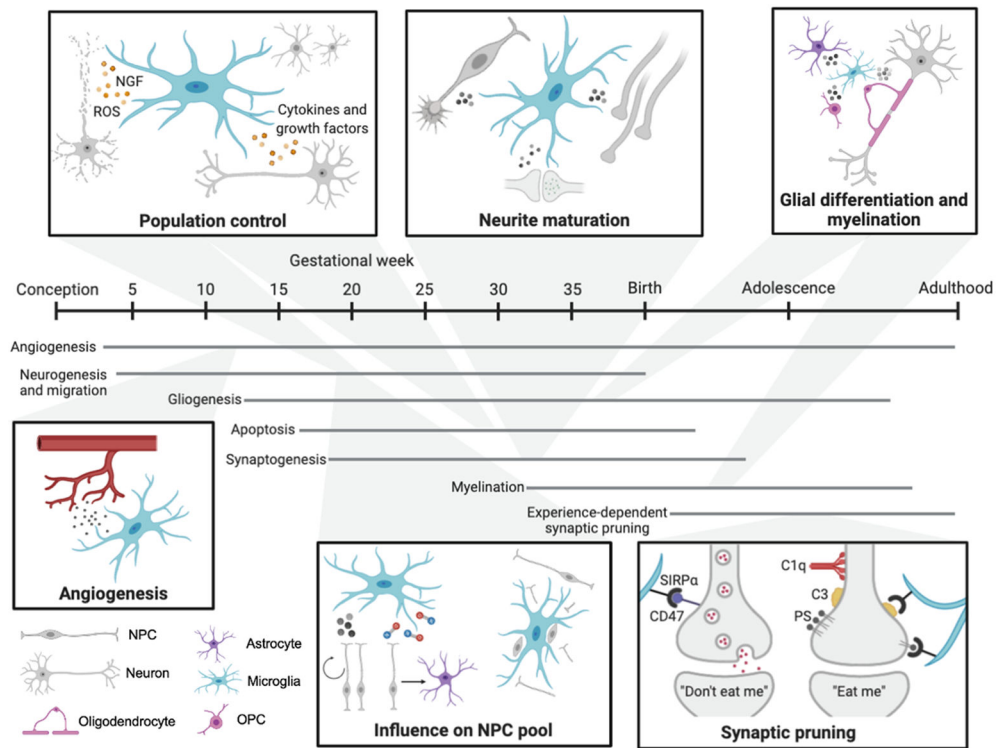 NGF
ROS
Cytokines and
growth factors
Population control
Neurite maturation
Glial differentiation and
myelination
Gestational week
Conception 5 10 15 20 25 30 35 Birth Adolescence Adulthood
Angiogenesis
Neurogenesis
and migration
Gliogenesis
Apoptosis
Synaptogenesis
Myelination
Experience-dependent
synaptic pruning
Angiogenesis
NPC
Neuron
Oligodendrocyte
Astrocyte
Microglia
OPC
Influence on NPC pool
SIRPα
CD47
C1q
C3
PS
"Don't eat me"
"Eat me"
Synaptic pruning